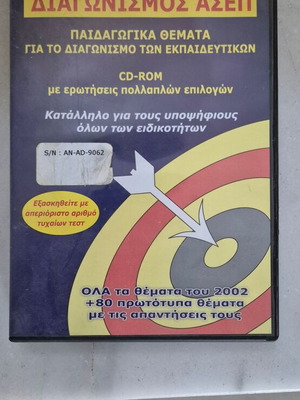 ΔΙΑΓΩΝΙΣΜΟΣ ΑΣΕΠ
ΠΑΙΔΑΓΩΓΙΚΑ ΘΕΜΑΤΑ
ΓΙΑ ΤΟ ΔΙΑΓΩΝΙΣΜΟ ΤΩΝ ΕΚΠΑΙΔΕΥΤΙΚΩΝ
CD-ROM
με ερωτήσεις πολλαπλών επιλογών
Κατάλληλο για τους υποψήφιους
όλων των ειδικοτήτων
S/N : AN-AD-9062
Εξασκηθείτε με
απεριόριστο αριθμό
τυχαίων τεστ
ΟΛΑ τα θέματα του 2002
+80 πρωτότυπα θέματα
με τις απαντήσεις τους